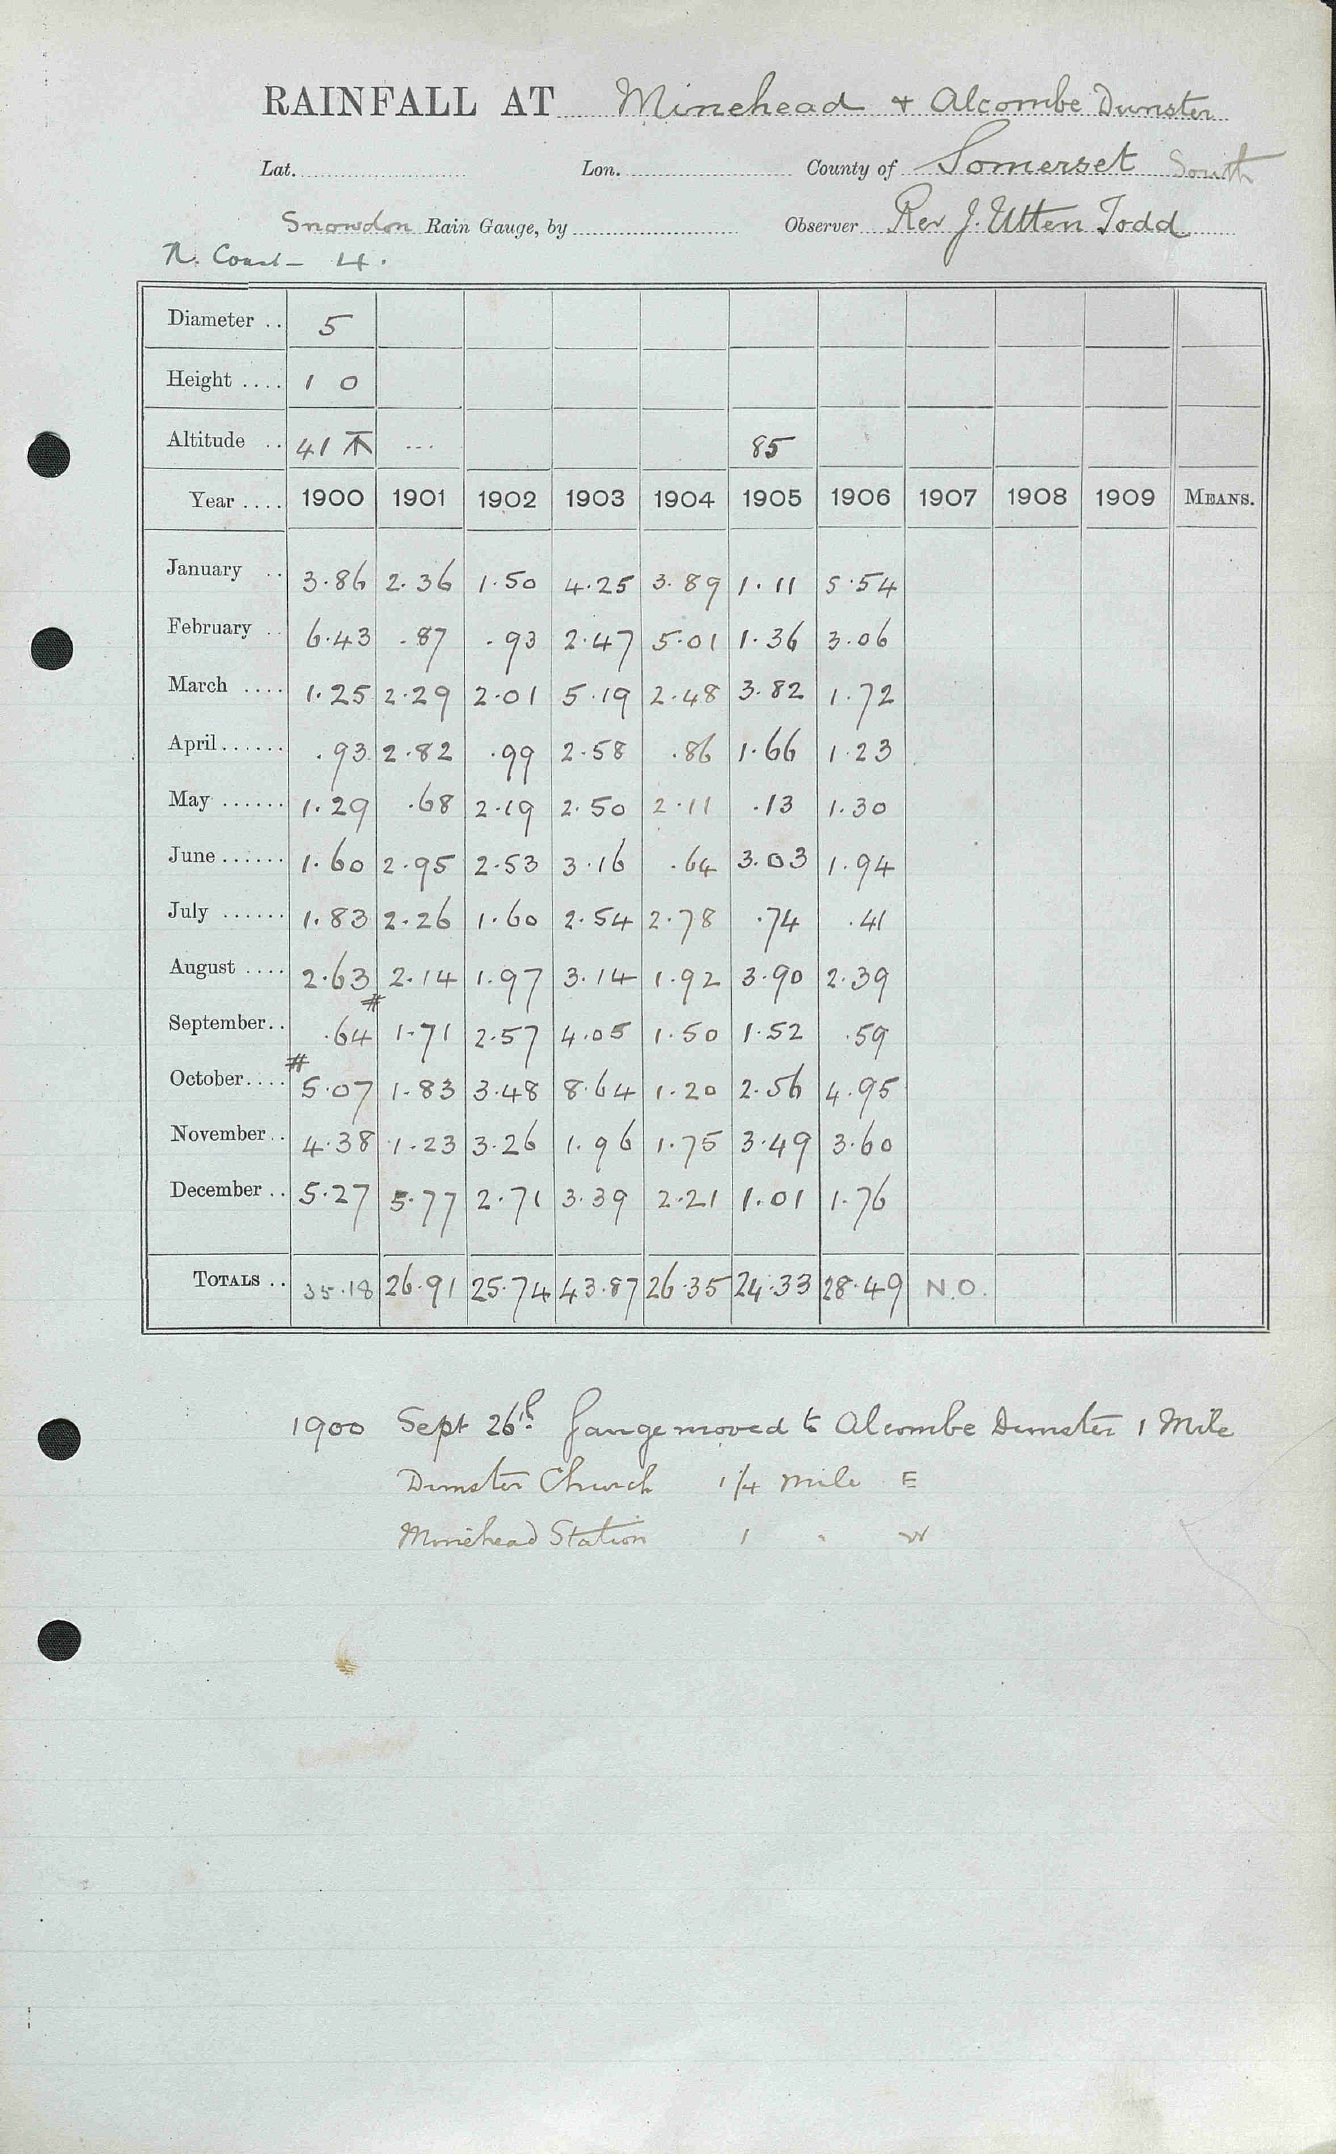 RAINFALL AT Minehead + Alcombe Dunster
Lat. Lon. County of Somerset South
Snowdon Rain Gauge, by Observer Rev J. Utten Todd
4.
Diameter .. 5
Height .... 1 0
Altitude .. 41 ... 85
Year .... 1900 1901 1902 1903 1904 1905 1906 1907 1908 1909 MEANS.
January .. 3.86 2.36 1.50 4.25 3.89 1.11 5.54
February .. 6.43 .87 .93 2.47 5.01 1.36 3.06
March .... 1.25 2.29 2.01 5.19 2.48 3.82 1.72
April...... .93 2.82 .99 2.58 .86 1.66 1.23
May ...... 1.29 .68 2.19 2.50 2.11 .13 1.30
June ...... 1.60 2.95 2.53 3.16 .64 3.03 1.94
July ...... 1.83 2.26 1.60 2.54 2.78 .74 .41
August .... 2.63 2.14 1.97 3.14 1.92 3.90 2.39
September.. .64 # 1.71 2.57 4.05 1.50 1.52 .59
October.... # 5.07 1.83 3.48 8.64 1.20 2.56 4.95
November.. 4.38 1.23 3.26 1.96 1.75 3.49 3.60
December .. 5.27 5.77 2.71 3.39 2.21 1.01 1.76
TOTALS .. 35.18 26.91 25.74 43.87 26.35 24.33 28.49 N.O.
1900 Sept 26th Gauge moved to Alcombe Dunster 1 Mile
Dunster Church 1/4 Mile E
Minehead Station 1 " W